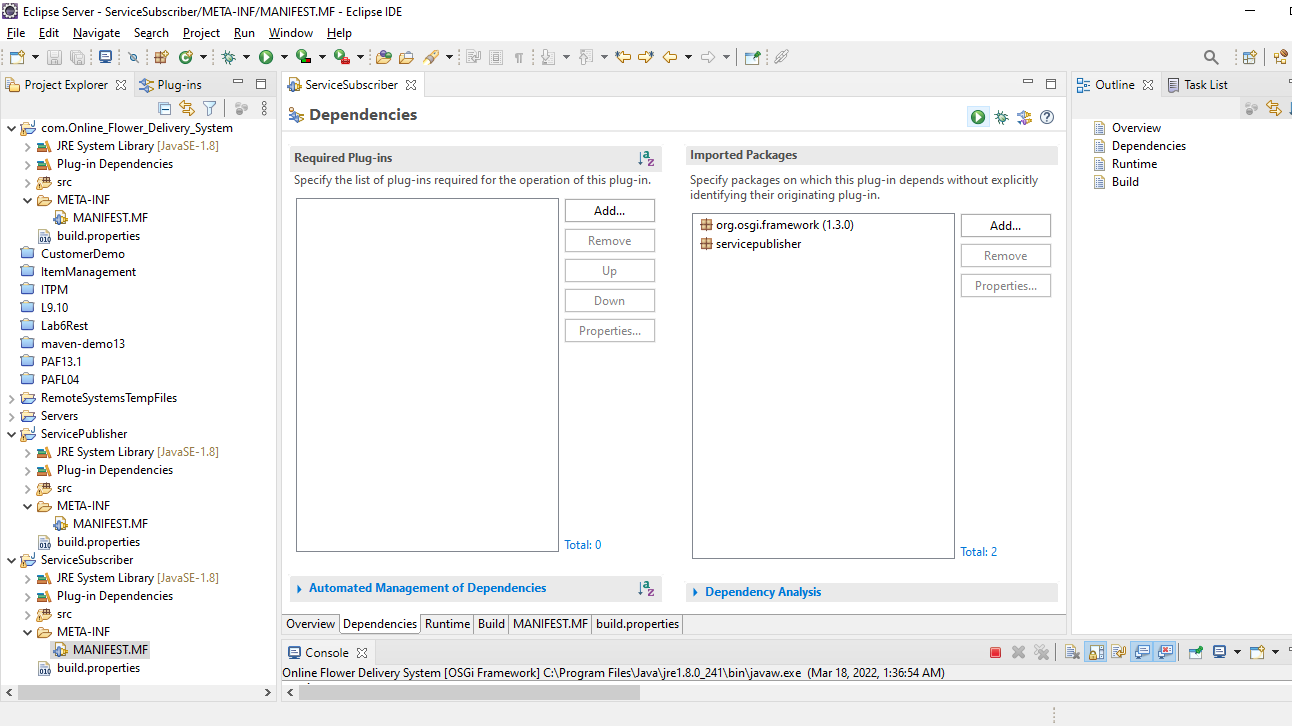 Eclipse Server - ServiceSubscriber/META-INF/MANIFEST.MF - Eclipse IDE
File Edit Navigate Search Project Run Window Help
Project Explorer
Plug-ins
com.Online_Flower_Delivery_System
JRE System Library [JavaSE-1.8]
Plug-in Dependencies
src
META-INF
MANIFEST.MF
build.properties
CustomerDemo
ItemManagement
ITPM
L9.10
Lab6Rest
maven-demo13
PAF13.1
PAFL04
RemoteSystemsTempFiles
Servers
ServicePublisher
JRE System Library [JavaSE-1.8]
Plug-in Dependencies
src
META-INF
MANIFEST.MF
build.properties
ServiceSubscriber
JRE System Library [JavaSE-1.8]
Plug-in Dependencies
src
META-INF
MANIFEST.MF
build.properties
ServiceSubscriber
Dependencies
Required Plug-ins
Specify the list of plug-ins required for the operation of this plug-in.
Add...
Remove
Up
Down
Properties...
Total: 0
Automated Management of Dependencies
Imported Packages
Specify packages on which this plug-in depends without explicitly
identifying their originating plug-in.
org.osgi.framework (1.3.0)
servicepublisher
Add...
Remove
Properties...
Total: 2
Dependency Analysis
Overview Dependencies Runtime Build MANIFEST.MF build.properties
Console
Online Flower Delivery System [OSGi Framework] C:\Program Files\Java\jre1.8.0_241\bin\javaw.exe (Mar 18, 2022, 1:36:54 AM)
Outline
Task List
Overview
Dependencies
Runtime
Build